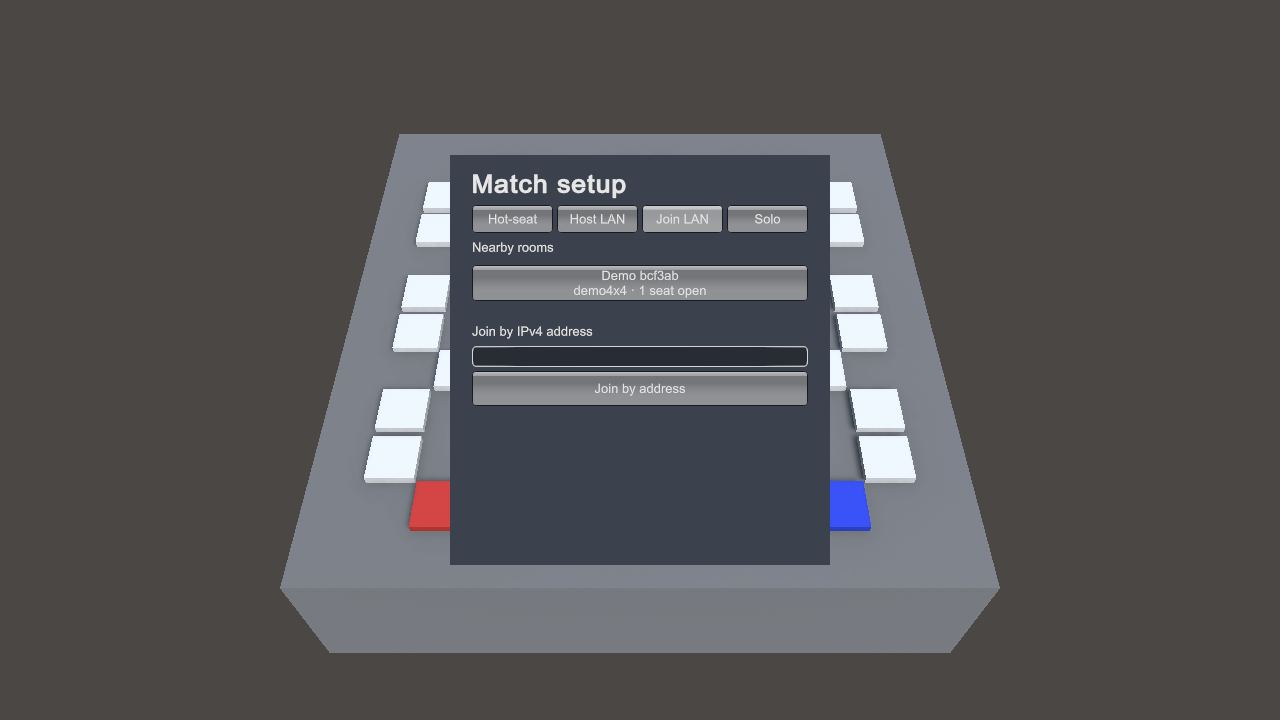 Match setup
Hot-seat Host LAN Join LAN Solo
Nearby rooms
Demo bcf3ab
demo4x4 · 1 seat open
Join by IPv4 address
Join by address